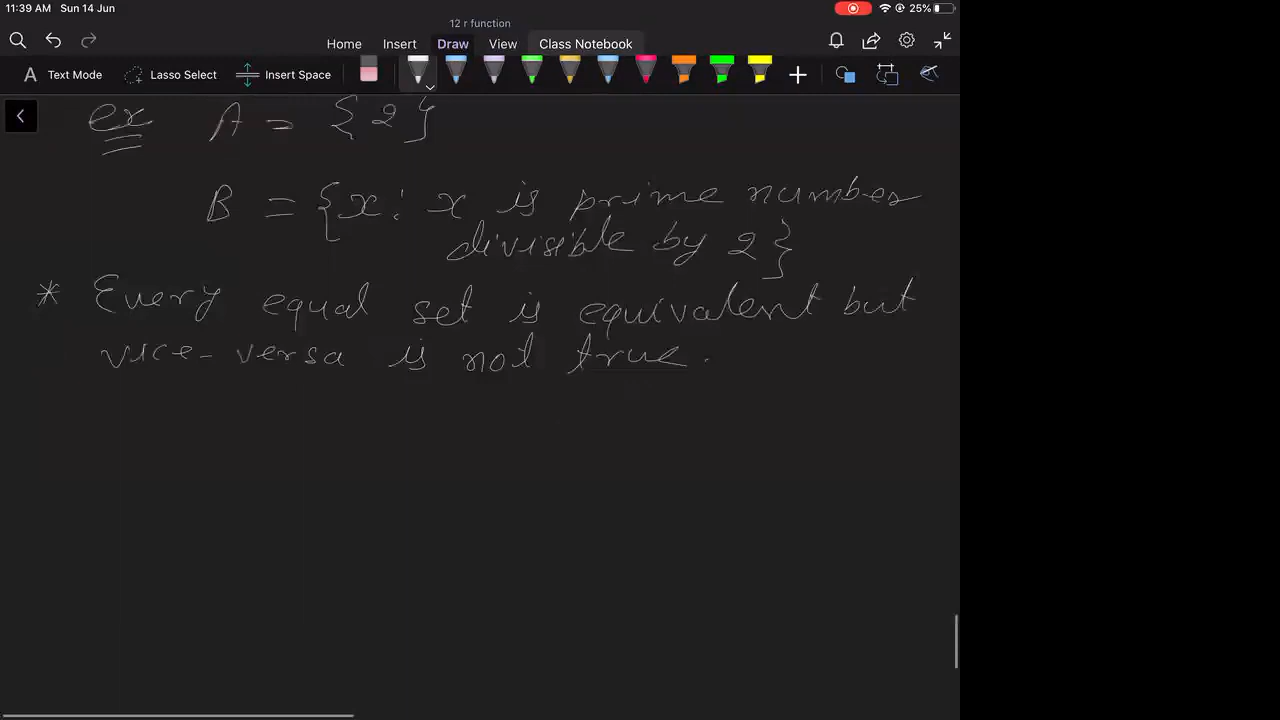 11:39 AM Sun 14 Jun 25%
12 r function
Home Insert Draw View Class Notebook
A Text Mode Lasso Select Insert Space
ex A = {2}
B = {x : x is prime number
divisible by 2}
* Every equal set is equivalent but
vice-versa is not true.